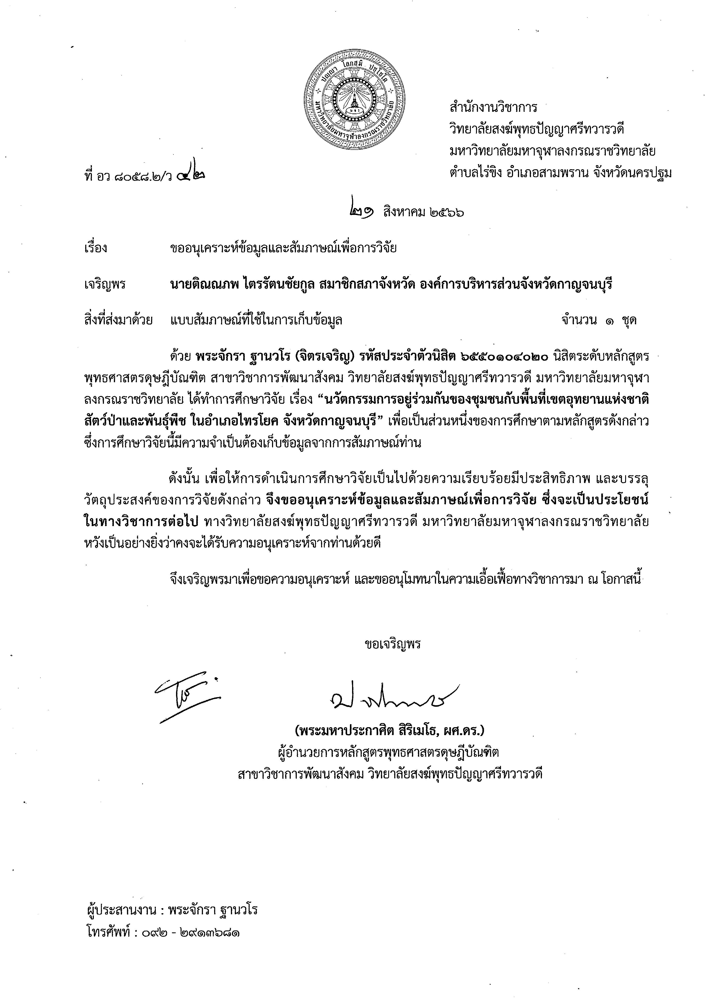 ปญฺญา โลกสฺมิ ปชฺโชโต
มหาวิทยาลัยมหาจุฬาลงกรณราชวิทยาลัย
สำนักงานวิชาการ
วิทยาลัยสงฆ์พุทธปัญญาศรีทวารวดี
มหาวิทยาลัยมหาจุฬาลงกรณราชวิทยาลัย
ที่ อว ๘๐๕๘.๒/ว ๔๒
ตำบลไร่ขิง อำเภอสามพราน จังหวัดนครปฐม
๒๑ สิงหาคม ๒๕๖๖
เรื่อง ขออนุเคราะห์ข้อมูลและสัมภาษณ์เพื่อการวิจัย
เจริญพร นายติณณภพ ไตรรัตนชัยกูล สมาชิกสภาจังหวัด องค์การบริหารส่วนจังหวัดกาญจนบุรี
สิ่งที่ส่งมาด้วย แบบสัมภาษณ์ที่ใช้ในการเก็บข้อมูล จำนวน ๑ ชุด
ด้วย พระจักรา ฐานวโร (จิตรเจริญ) รหัสประจำตัวนิสิต ๖๕๕๐๑๐๔๐๒๐ นิสิตระดับหลักสูตร
พุทธศาสตรดุษฎีบัณฑิต สาขาวิชาการพัฒนาสังคม วิทยาลัยสงฆ์พุทธปัญญาศรีทวารวดี มหาวิทยาลัยมหาจุฬา
ลงกรณราชวิทยาลัย ได้ทำการศึกษาวิจัย เรื่อง “นวัตกรรมการอยู่ร่วมกันของชุมชนกับพื้นที่เขตอุทยานแห่งชาติ
สัตว์ป่าและพันธุ์พืช ในอำเภอไทรโยค จังหวัดกาญจนบุรี” เพื่อเป็นส่วนหนึ่งของการศึกษาตามหลักสูตรดังกล่าว
ซึ่งการศึกษาวิจัยนี้มีความจำเป็นต้องเก็บข้อมูลจากการสัมภาษณ์ท่าน
ดังนั้น เพื่อให้การดำเนินการศึกษาวิจัยเป็นไปด้วยความเรียบร้อยมีประสิทธิภาพ และบรรลุ
วัตถุประสงค์ของการวิจัยดังกล่าว จึงขออนุเคราะห์ข้อมูลและสัมภาษณ์เพื่อการวิจัย ซึ่งจะเป็นประโยชน์
ในทางวิชาการต่อไป ทางวิทยาลัยสงฆ์พุทธปัญญาศรีทวารวดี มหาวิทยาลัยมหาจุฬาลงกรณราชวิทยาลัย
หวังเป็นอย่างยิ่งว่าคงจะได้รับความอนุเคราะห์จากท่านด้วยดี
จึงเจริญพรมาเพื่อขอความอนุเคราะห์ และขออนุโมทนาในความเอื้อเฟื้อทางวิชาการมา ณ โอกาสนี้
ขอเจริญพร
(พระมหาประกาศิต สิริเมโธ, ผศ.ดร.)
ผู้อำนวยการหลักสูตรพุทธศาสตรดุษฎีบัณฑิต
สาขาวิชาการพัฒนาสังคม วิทยาลัยสงฆ์พุทธปัญญาศรีทวารวดี
ผู้ประสานงาน : พระจักรา ฐานวโร
โทรศัพท์ : ๐๙๒ - ๒๙๑๓๖๘๑